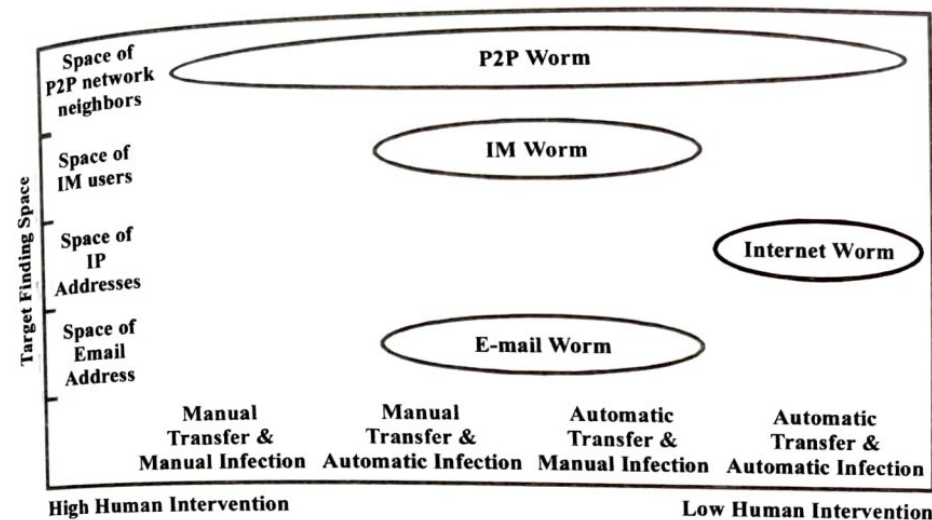 Target Finding Space
Space of
P2P network
neighbors
P2P Worm
Space of
IM users
IM Worm
Space of
IP
Addresses
Internet Worm
Space of
Email
Address
E-mail Worm
Manual
Transfer &
Manual Infection
Manual
Transfer &
Automatic Infection
Automatic
Transfer &
Manual Infection
Automatic
Transfer &
Automatic Infection
High Human Intervention
Low Human Intervention